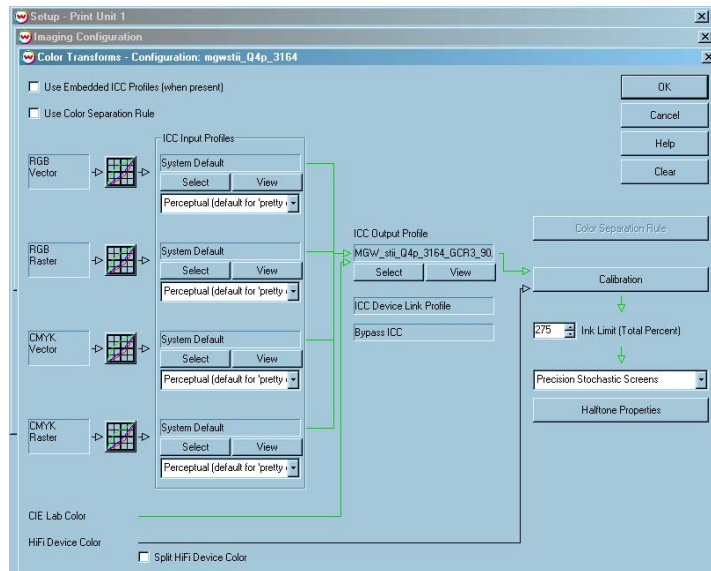 Setup - Print Unit 1
Imaging Configuration
Color Transforms - Configuration: mgwstii_Q4p_3164
Use Embedded ICC Profiles (when present)
Use Color Separation Rule
OK
Cancel
Help
Clear
ICC Input Profiles
RGB
Vector
System Default
Select View
Perceptual (default for 'pretty
RGB
Raster
System Default
Select View
Perceptual (default for 'pretty
CMYK
Vector
System Default
Select View
Perceptual (default for 'pretty
CMYK
Raster
System Default
Select View
Perceptual (default for 'pretty
ICC Output Profile
MGW_stii_Q4p_3164_GCR3_90.
Select View
ICC Device Link Profile
Bypass ICC
Color Separation Rule
Calibration
275 Ink Limit (Total Percent)
Precision Stochastic Screens
Halftone Properties
CIE Lab Color
HiFi Device Color
Split HiFi Device Color